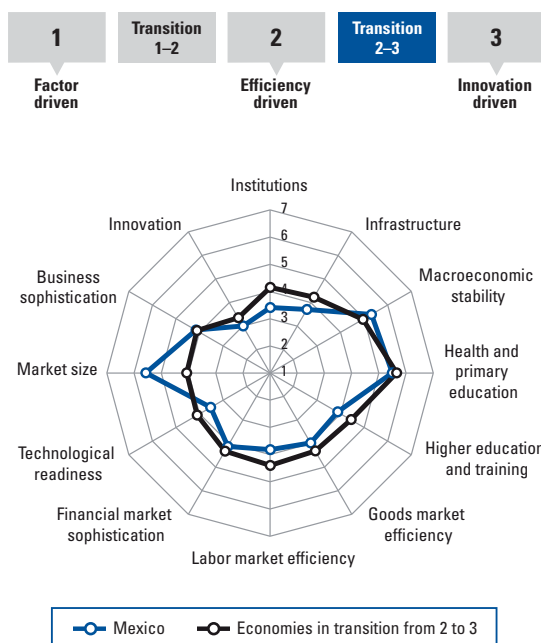 1
Transition
1–2
2
Transition
2–3
3
Factor
driven
Efficiency
driven
Innovation
driven
Institutions
7
Innovation
6
Infrastructure
5
Business
sophistication
4
Macroeconomic
stability
3
2
Market size
1
Health and
primary
education
Technological
readiness
Higher education
and training
Financial market
sophistication
Goods market
efficiency
Labor market efficiency
Mexico
Economies in transition from 2 to 3